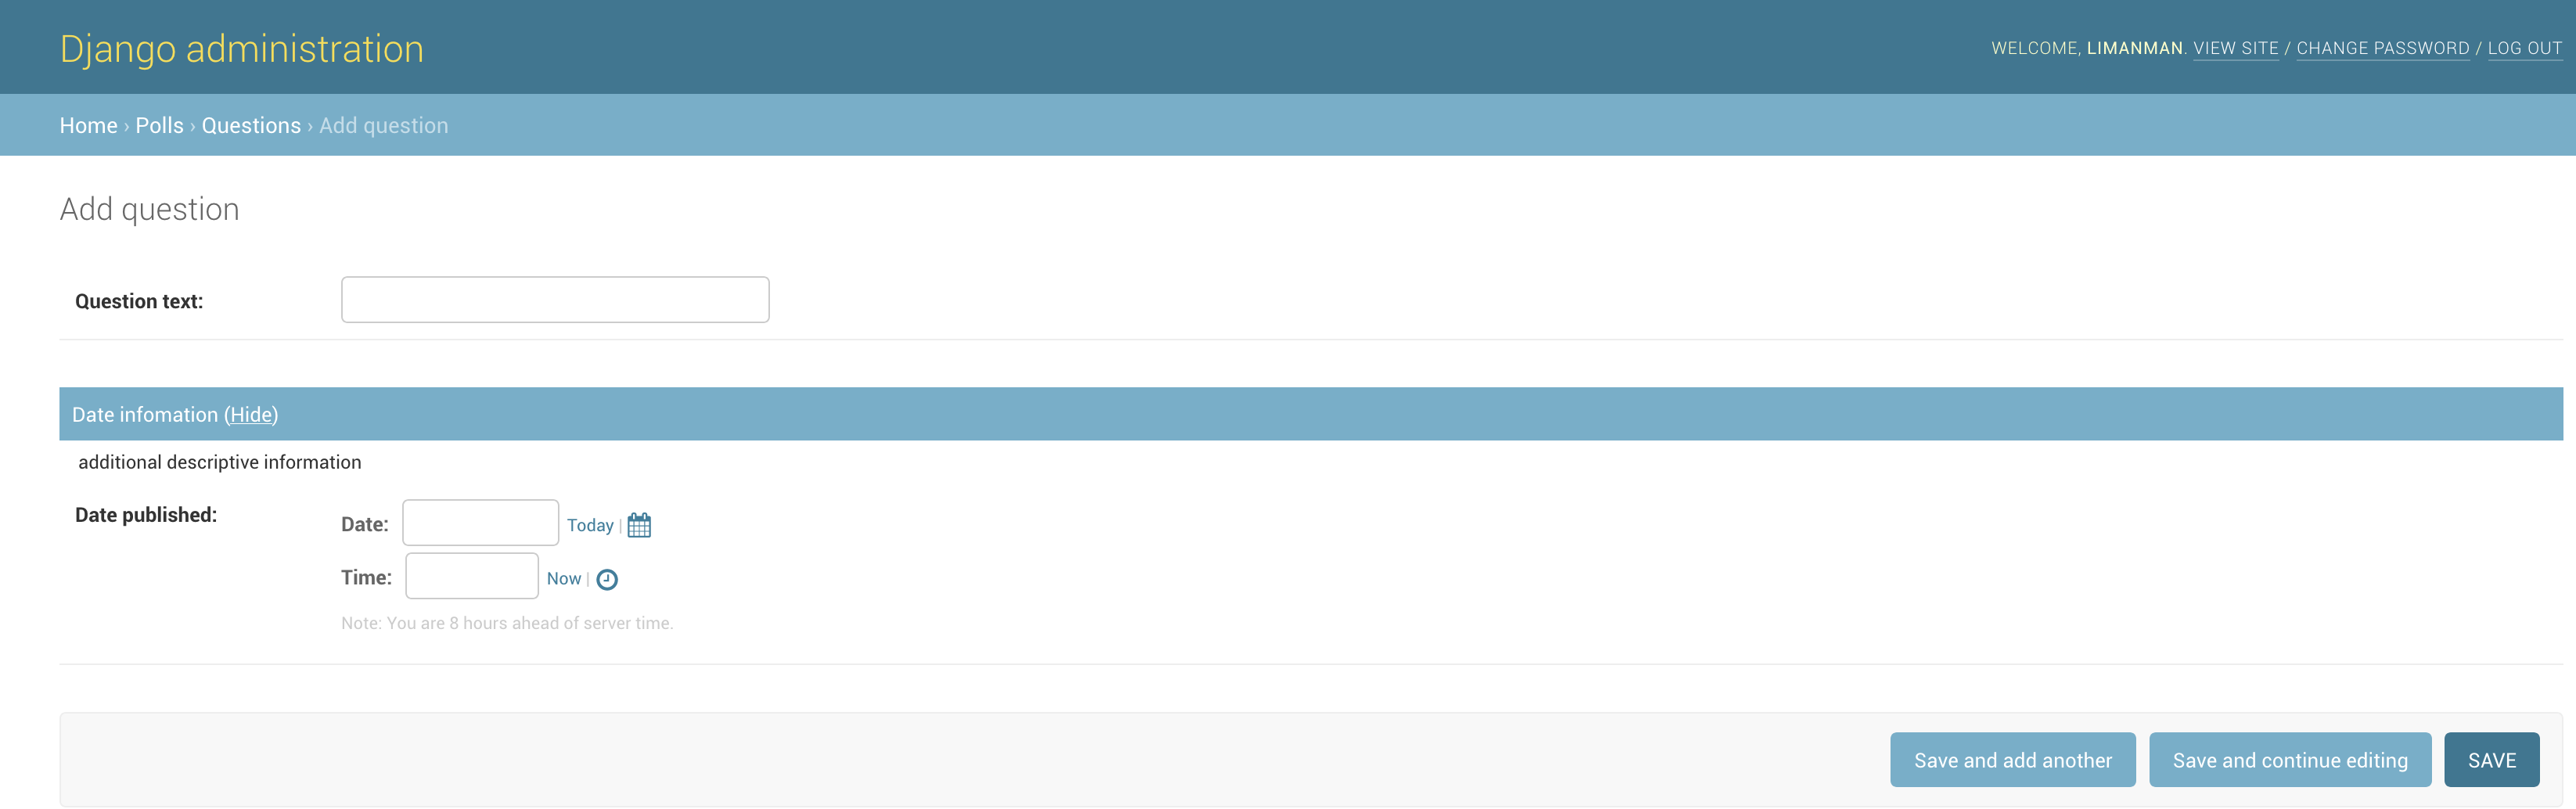 Django administration
WELCOME, LIMANMAN. VIEW SITE / CHANGE PASSWORD / LOG OUT
Home › Polls › Questions › Add question
Add question
Question text:
Date infomation (Hide)
additional descriptive information
Date published:
Date: Today |
Time: Now |
Note: You are 8 hours ahead of server time.
Save and add another Save and continue editing SAVE